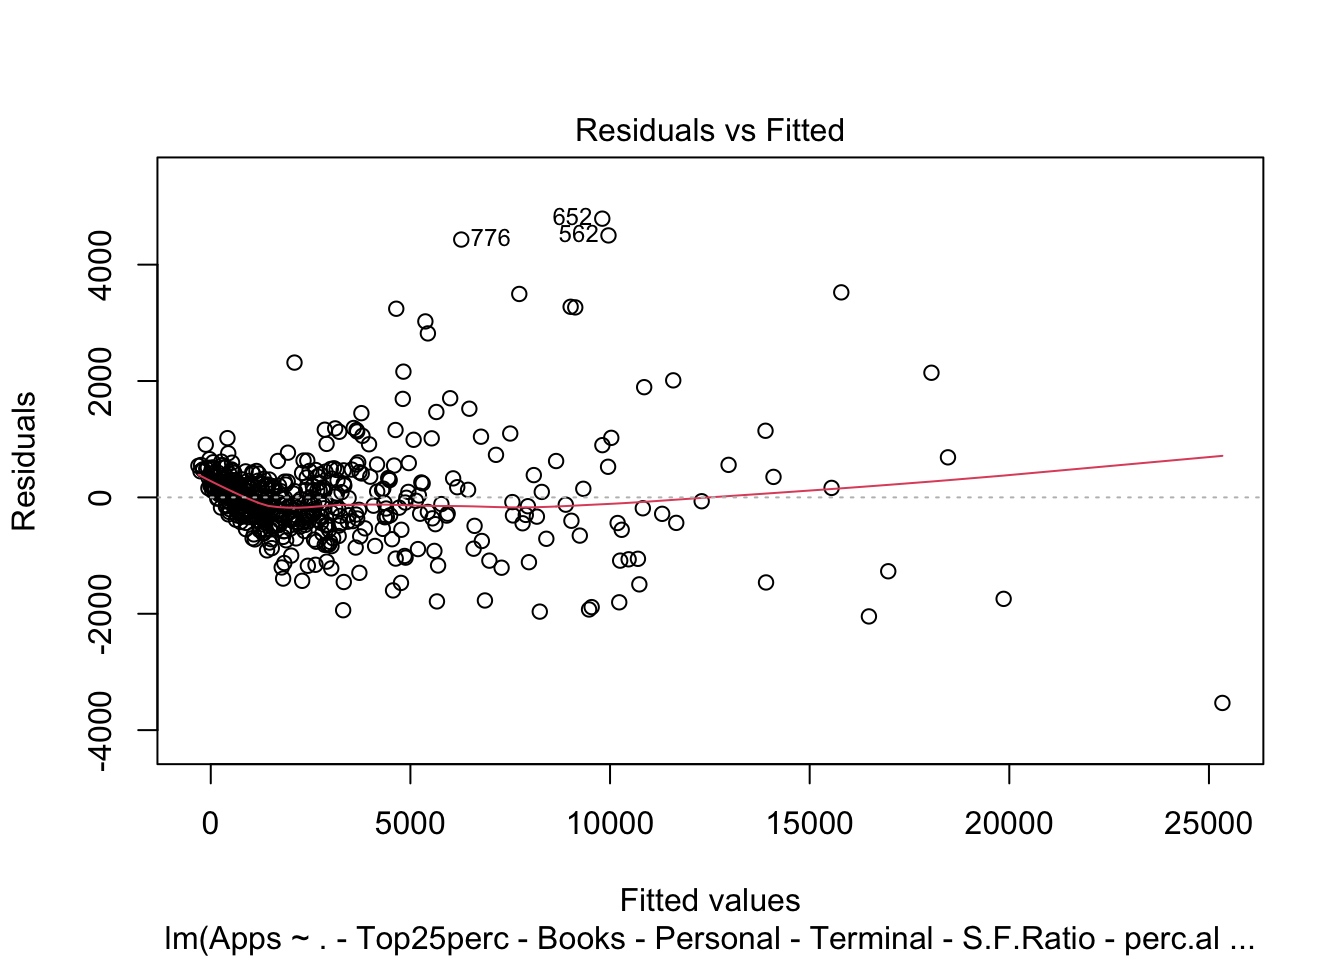 Residuals vs Fitted
652
562
776
Residuals
4000
2000
0
-2000
-4000
0 5000 10000 15000 20000 25000
Fitted values
lm(Apps ~ . - Top25perc - Books - Personal - Terminal - S.F.Ratio - perc.al ...